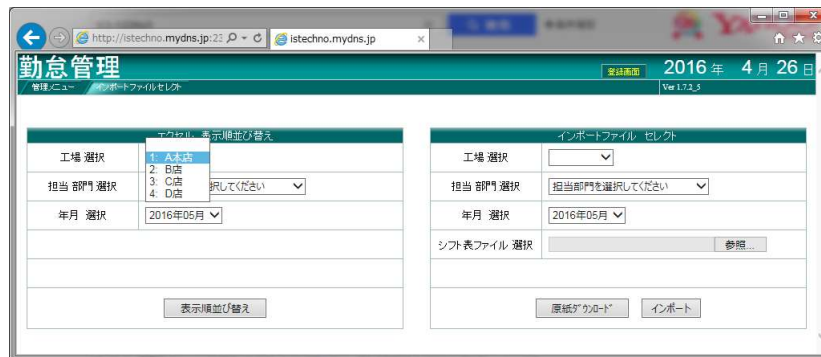 http://istechno.mydns.jp:22
istechno.mydns.jp
勤怠管理
登録画面
2016 年 4 月 26 日
管理メニュー
インポートファイルセレクト
Ver 1.7.2_5
エクセル 表示順並び替え
工場 選択
1: A本店
2: B店
3: C店
4: D店
担当 部門 選択
択してください
年月 選択
2016年05月
表示順並び替え
インポートファイル セレクト
工場 選択
担当 部門 選択
担当部門を選択してください
年月 選択
2016年05月
シフト表ファイル 選択
参照...
原紙ダウンロード
インポート